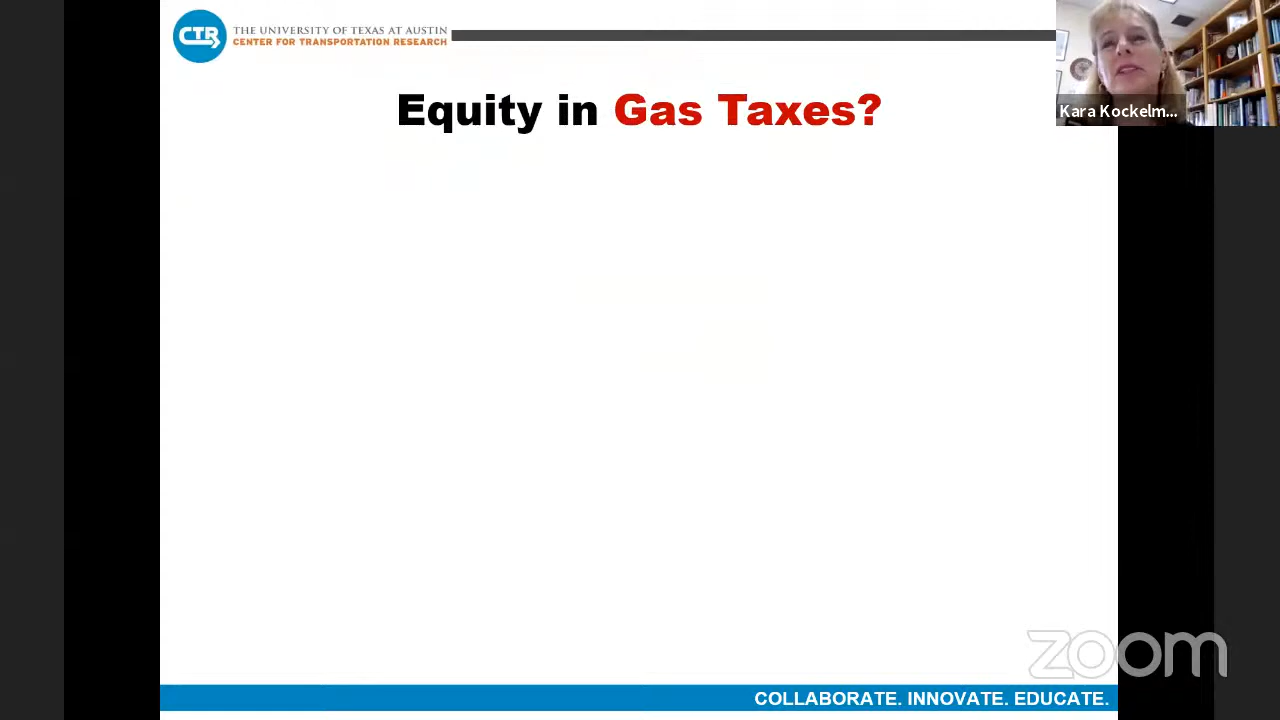 CTR
THE UNIVERSITY OF TEXAS AT AUSTIN
CENTER FOR TRANSPORTATION RESEARCH
Kara Kockelm...
Equity in Gas Taxes?
zoom
COLLABORATE. INNOVATE. EDUCATE.